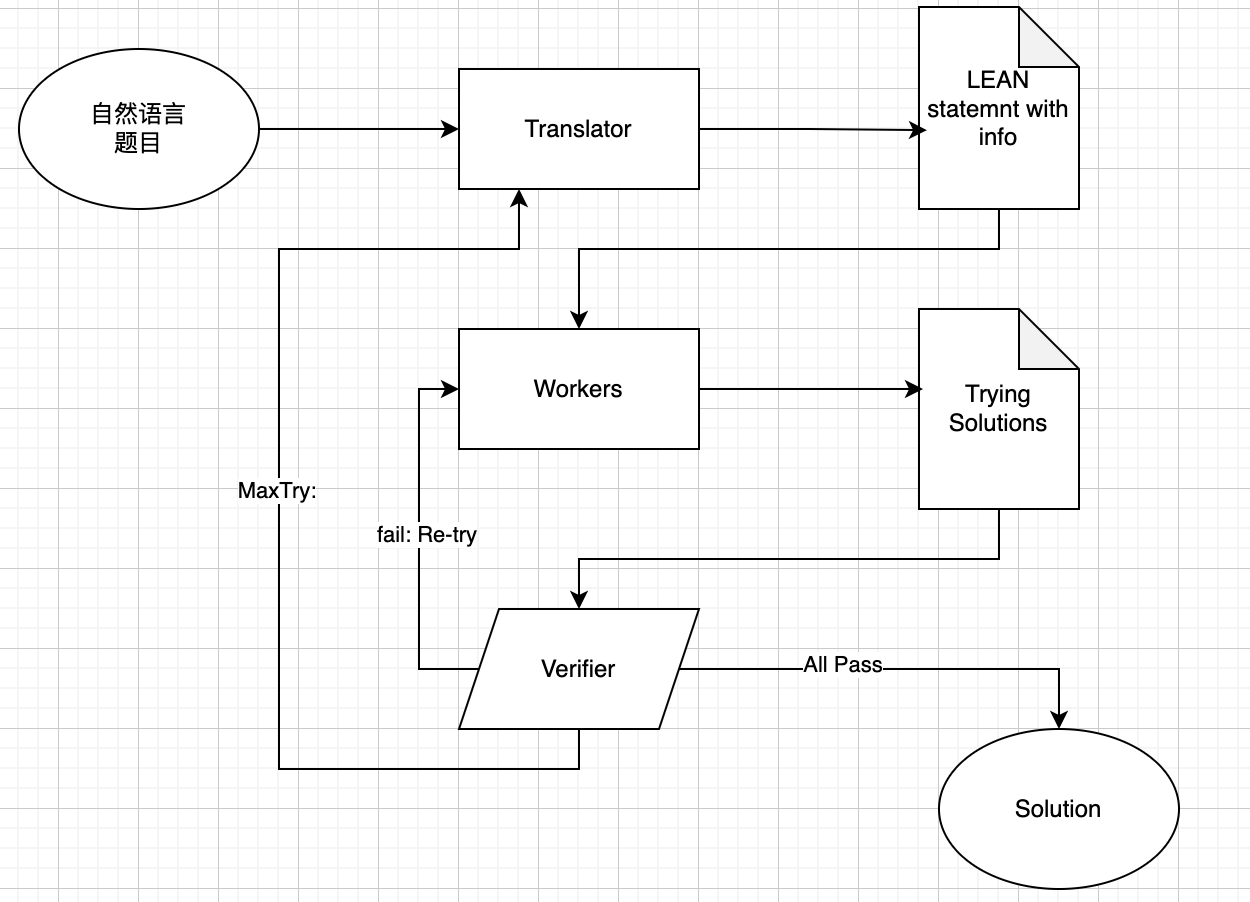 自然语言
题目
Translator
LEAN
statemnt with
info
Workers
Trying
Solutions
MaxTry:
fail: Re-try
Verifier
All Pass
Solution